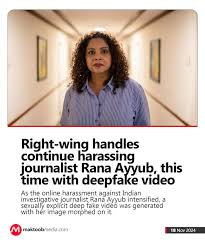 Right-wing handles
continue harassing
journalist Rana Ayyub, this
time with deepfake video
As the online harassment against Indian
investigative journalist Rana Ayyub intensified, a
sexually explicit deep fake video was generated
with her image morphed on it.
maktoobmedia.com
18 Nov 2024